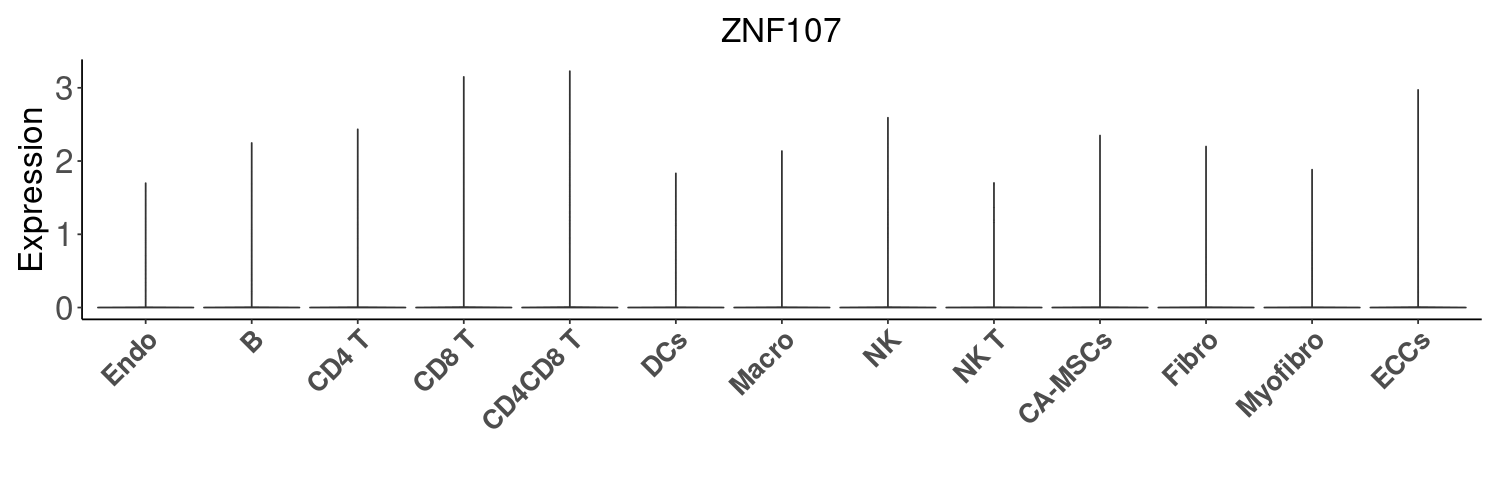 ZNF107
Expression
3
2
1
0
Endo
B
CD4 T
CD8 T
CD4CD8 T
DCs
Macro
NK
NK T
CA-MSCs
Fibro
Myofibro
ECCs